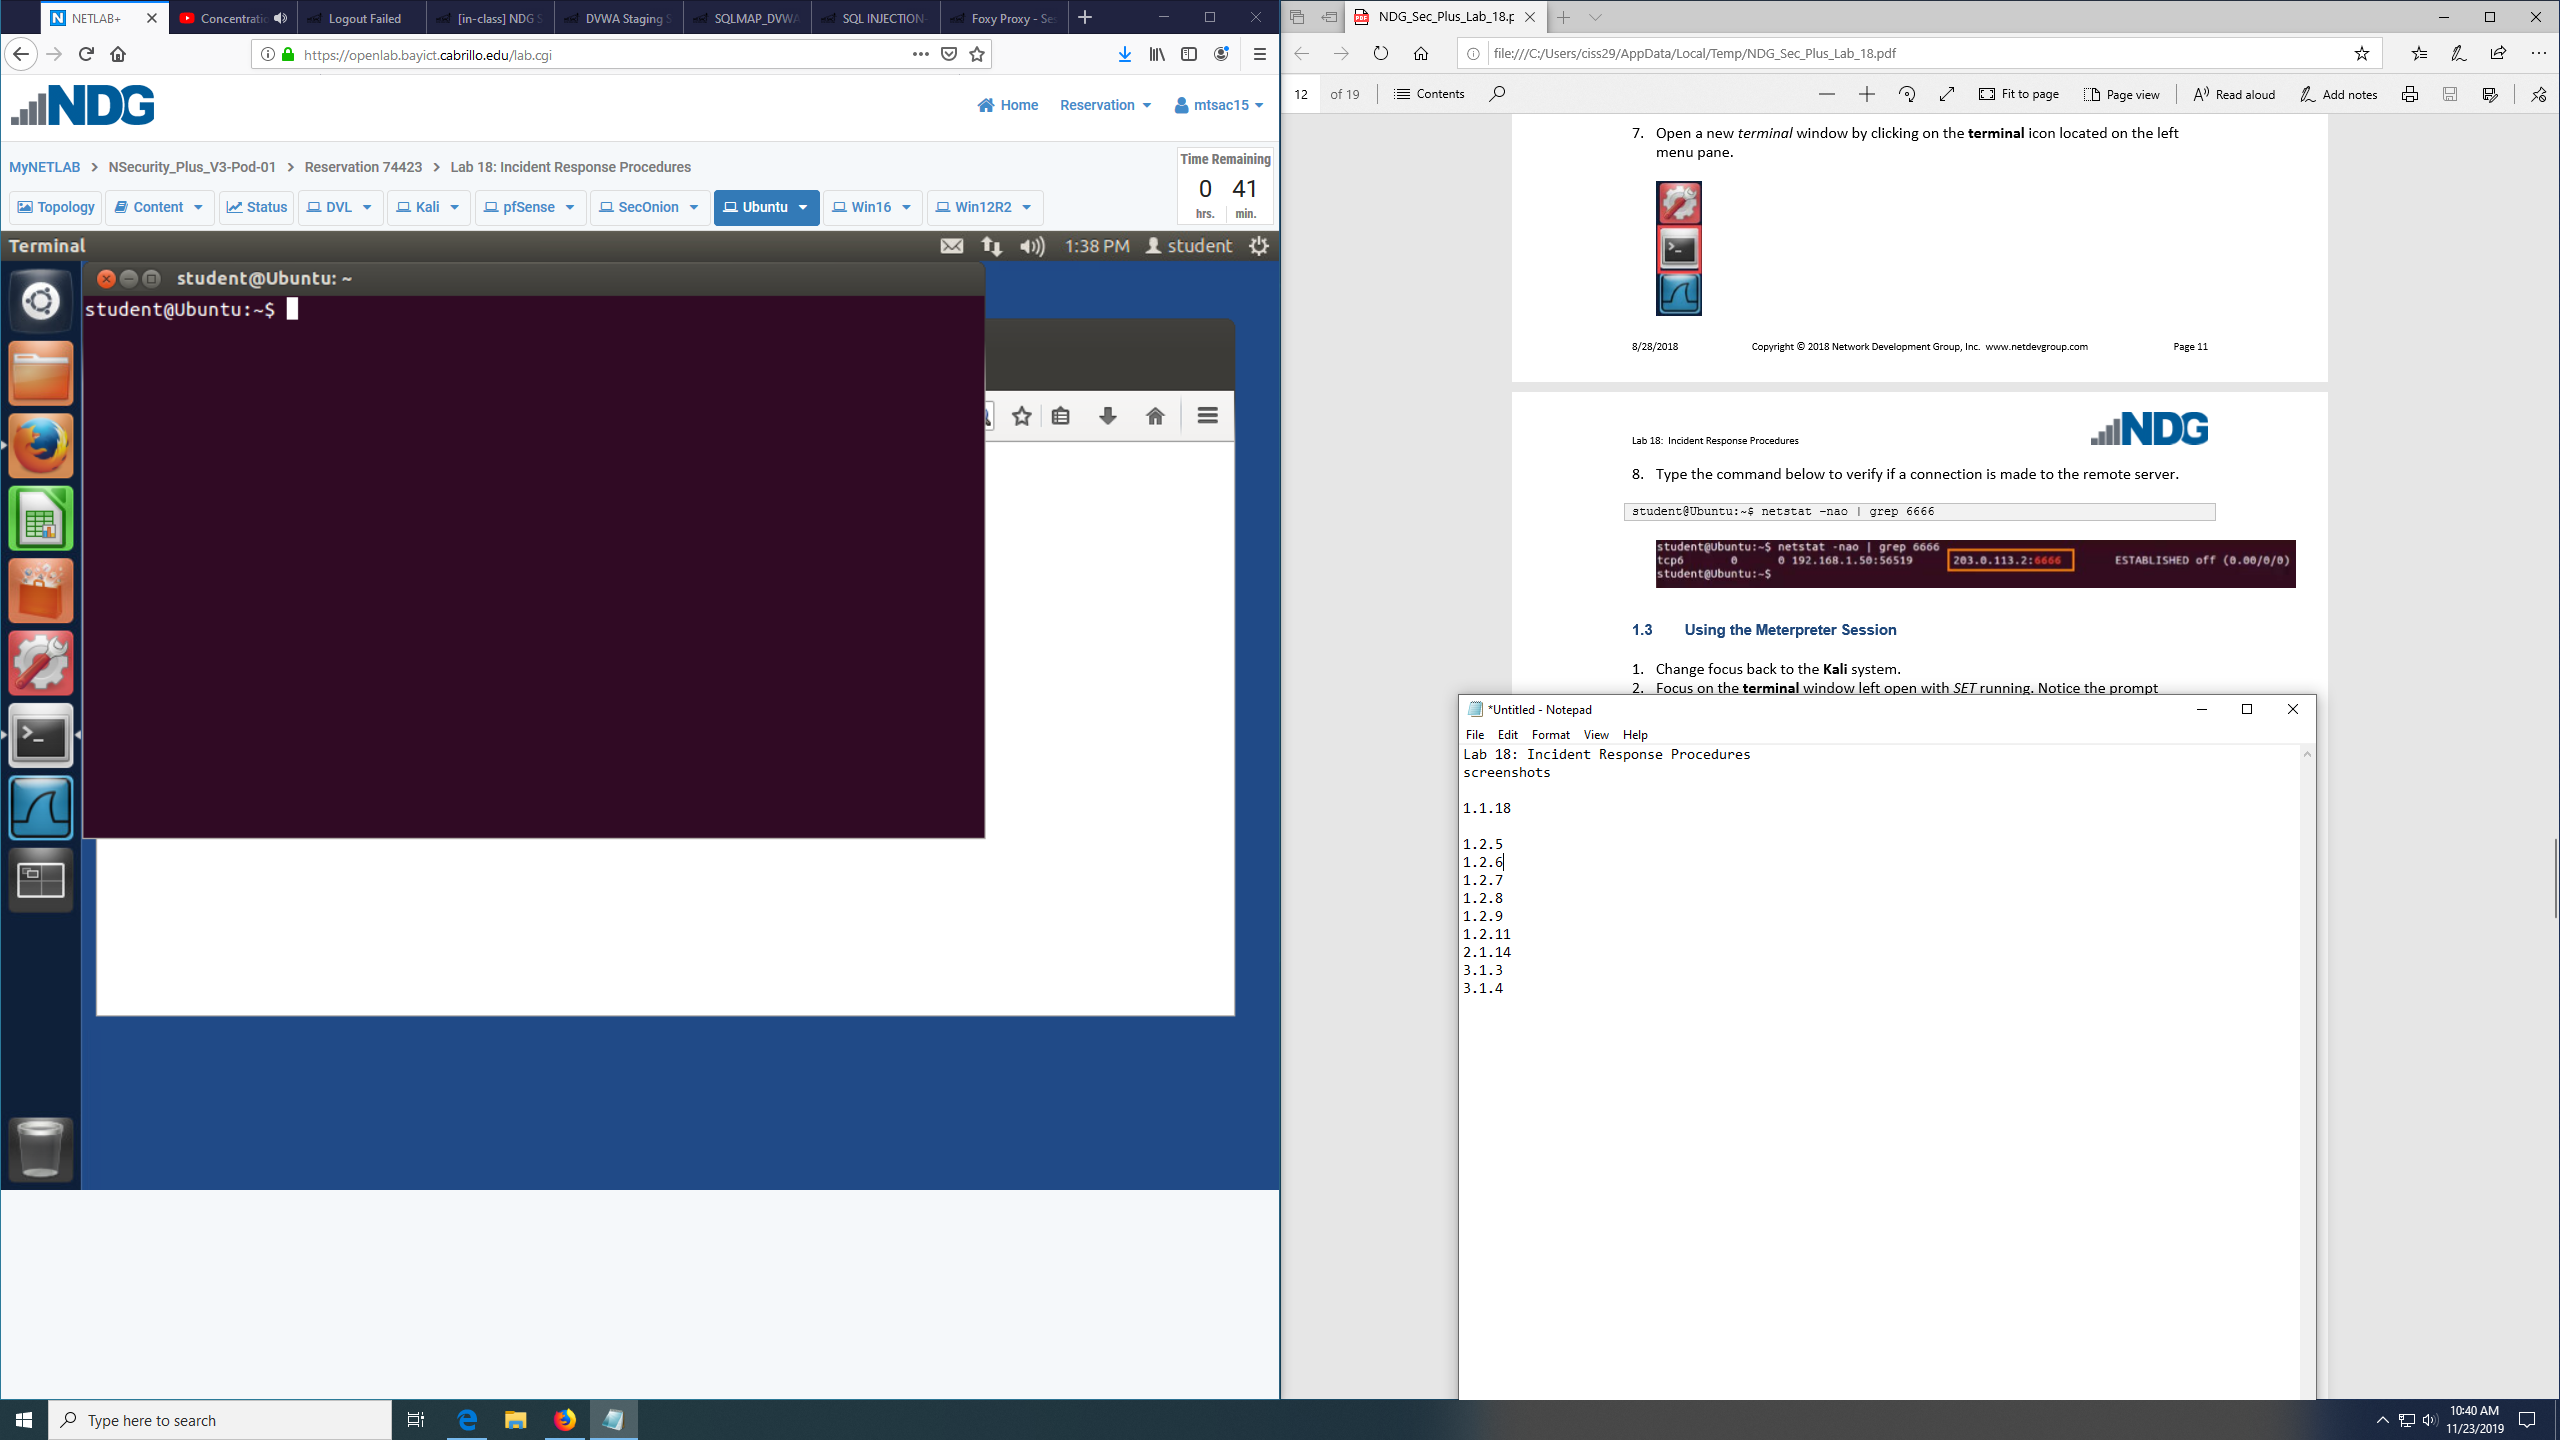 NETLAB+
Concentratio
Logout Failed
[in-class] NDG S
DVWA Staging S
SQLMAP_DVWA
SQL INJECTION-
Foxy Proxy - Ses
https://openlab.bayict.cabrillo.edu/lab.cgi
NDG
Home
Reservation
mtsac15
MyNETLAB > NSecurity_Plus_V3-Pod-01 > Reservation 74423 > Lab 18: Incident Response Procedures
Time Remaining
0 41
hrs. min.
Topology
Content
Status
DVL
Kali
pfSense
SecOnion
Ubuntu
Win16
Win12R2
Terminal
1:38 PM
student
student@Ubuntu: ~
student@Ubuntu:~$
NDG_Sec_Plus_Lab_18.p
file:///C:/Users/ciss29/AppData/Local/Temp/NDG_Sec_Plus_Lab_18.pdf
12 of 19
Contents
Fit to page
Page view
Read aloud
Add notes
7. Open a new terminal window by clicking on the terminal icon located on the left
menu pane.
8/28/2018 Copyright © 2018 Network Development Group, Inc. www.netdevgroup.com Page 11
NDG
Lab 18: Incident Response Procedures
8. Type the command below to verify if a connection is made to the remote server.
student@Ubuntu:~$ netstat –nao | grep 6666
student@Ubuntu:~$ netstat -nao | grep 6666
tcp6 0 0 192.168.1.50:56519 203.0.113.2:6666 ESTABLISHED off (0.00/0/0)
student@Ubuntu:~$
1.3 Using the Meterpreter Session
1. Change focus back to the Kali system.
2. Focus on the terminal window left open with SET running. Notice the prompt
*Untitled - Notepad
File Edit Format View Help
Lab 18: Incident Response Procedures
screenshots
1.1.18
1.2.5
1.2.6
1.2.7
1.2.8
1.2.9
1.2.11
2.1.14
3.1.3
3.1.4
Type here to search
10:40 AM
11/23/2019